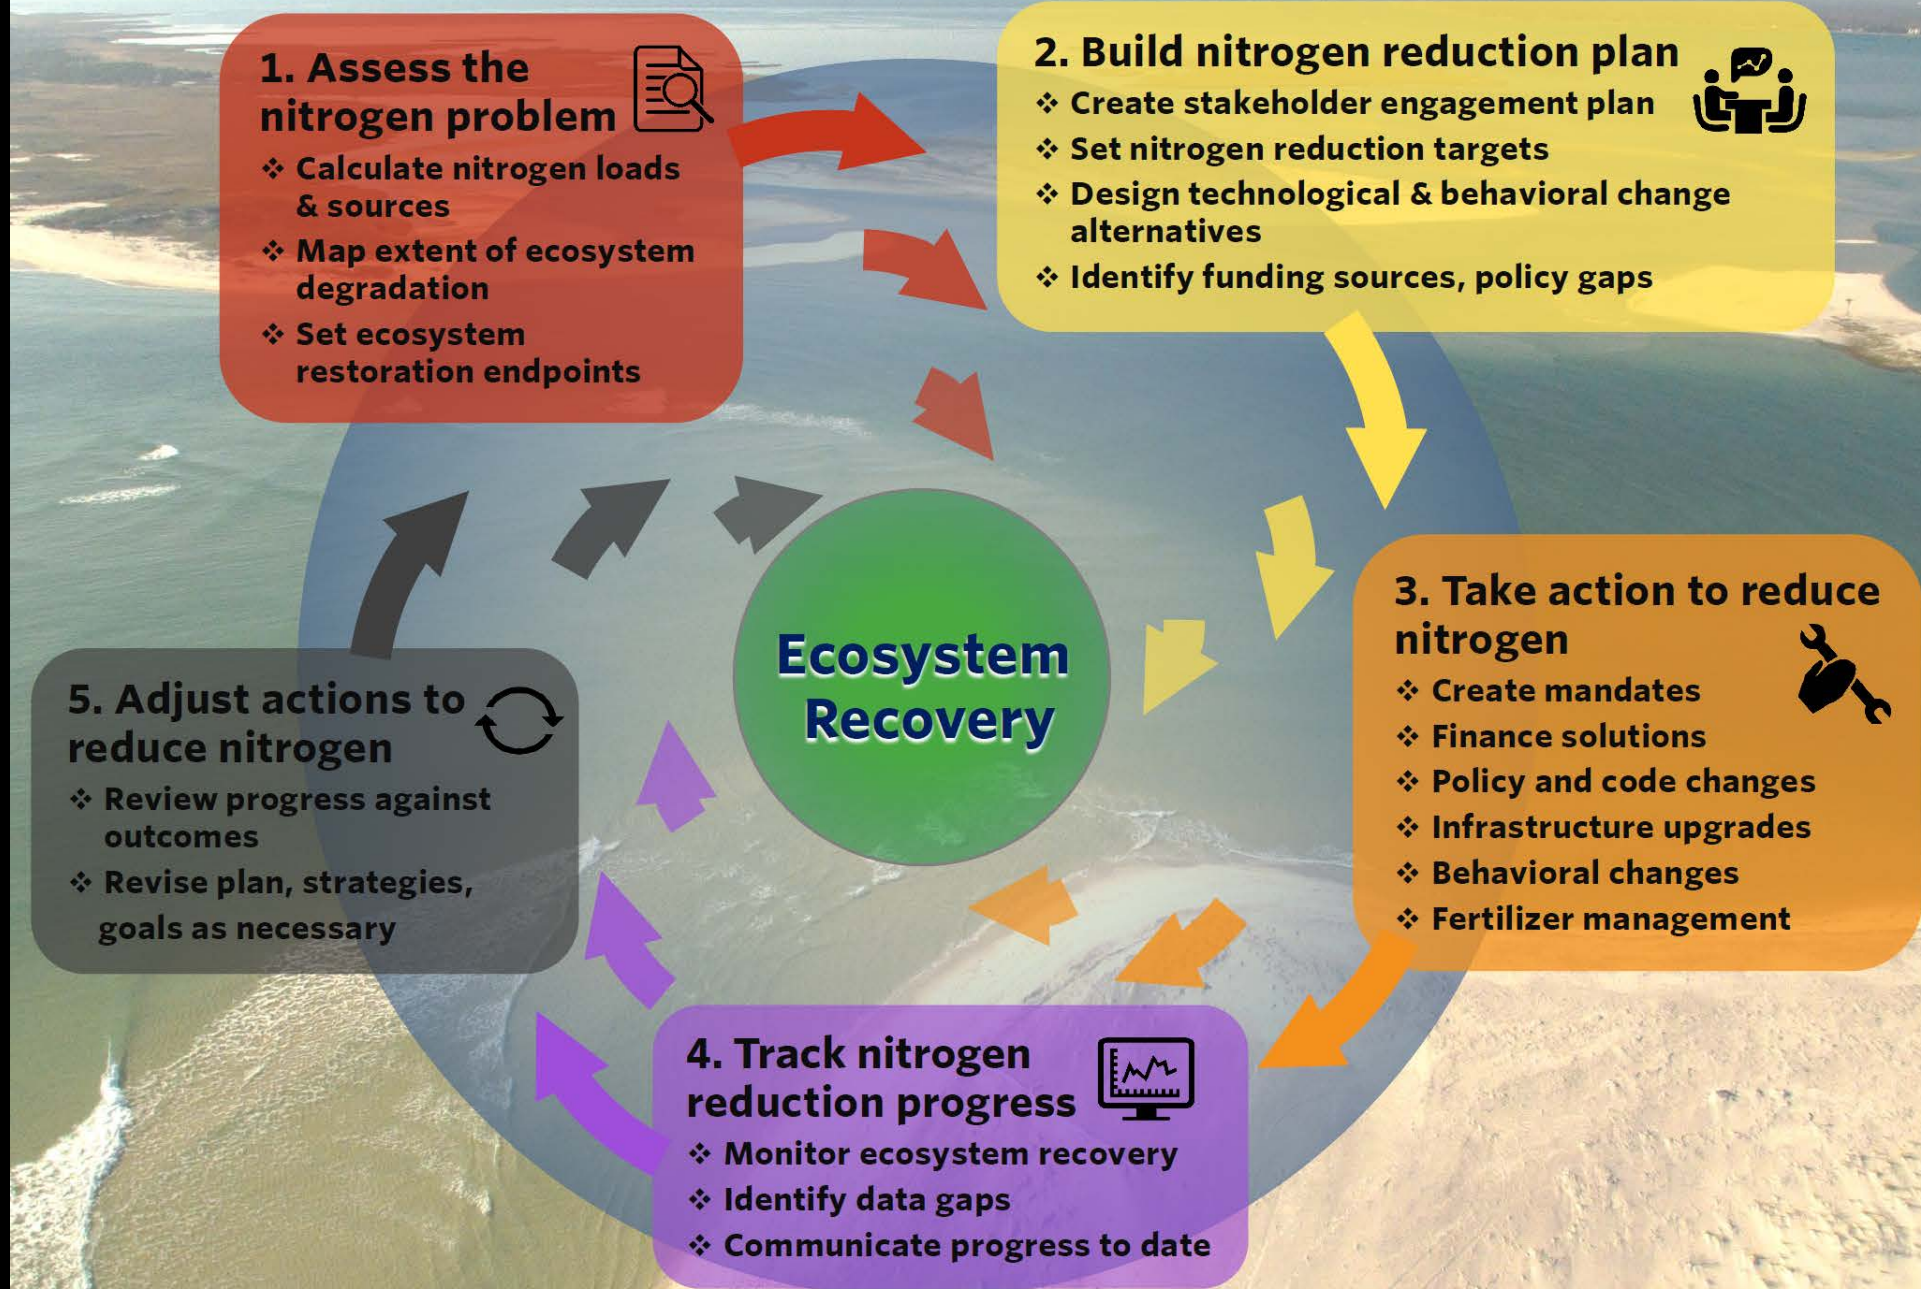 1. Assess the
nitrogen problem
❖ Calculate nitrogen loads
& sources
❖ Map extent of ecosystem
degradation
❖ Set ecosystem
restoration endpoints
2. Build nitrogen reduction plan
❖ Create stakeholder engagement plan
❖ Set nitrogen reduction targets
❖ Design technological & behavioral change
alternatives
❖ Identify funding sources, policy gaps
3. Take action to reduce
nitrogen
❖ Create mandates
❖ Finance solutions
❖ Policy and code changes
❖ Infrastructure upgrades
❖ Behavioral changes
❖ Fertilizer management
4. Track nitrogen
reduction progress
❖ Monitor ecosystem recovery
❖ Identify data gaps
❖ Communicate progress to date
5. Adjust actions to
reduce nitrogen
❖ Review progress against
outcomes
❖ Revise plan, strategies,
goals as necessary
Ecosystem
Recovery